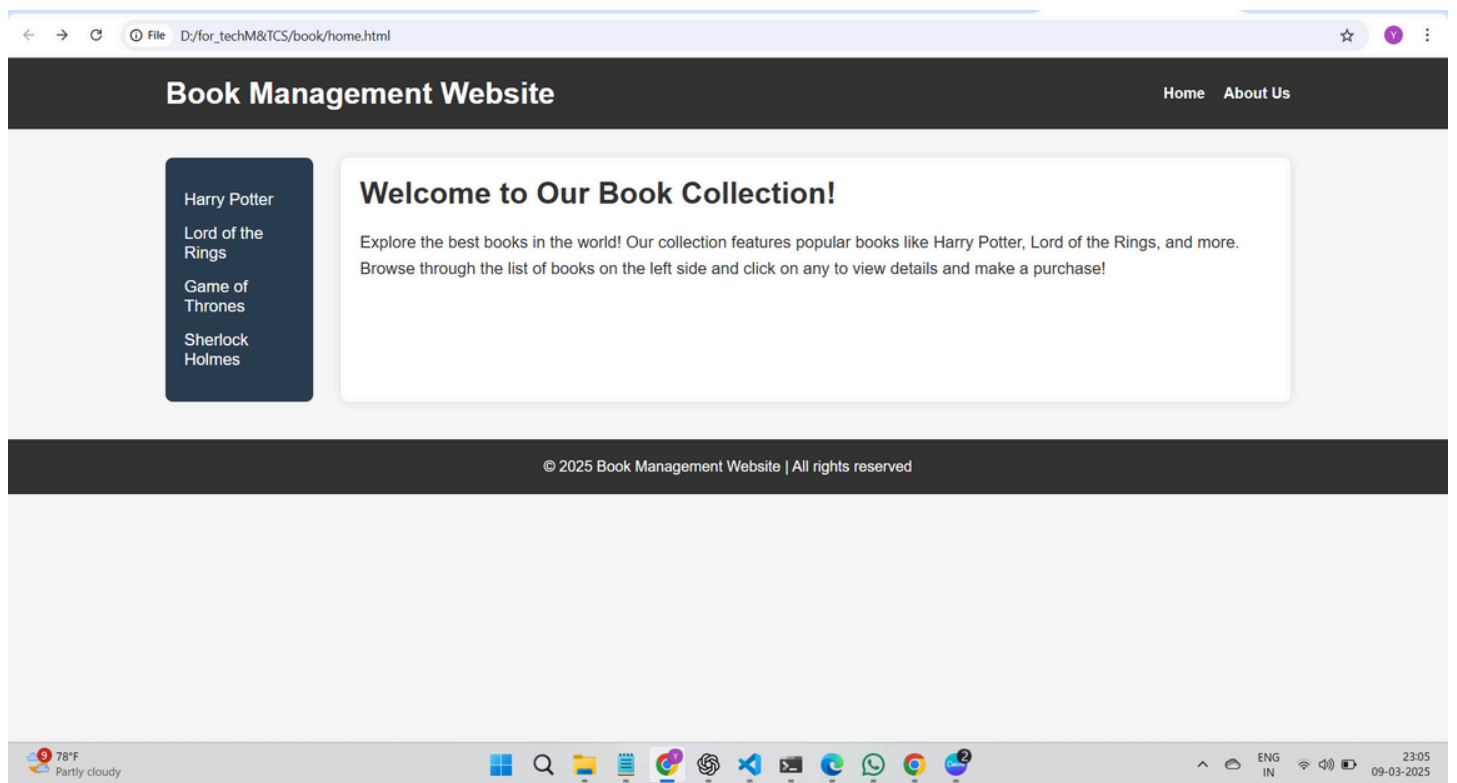 File D:/for_techM&TCS/book/home.html
Y
Book Management Website
Home About Us
Harry Potter
Lord of the
Rings
Game of
Thrones
Sherlock
Holmes
Welcome to Our Book Collection!
Explore the best books in the world! Our collection features popular books like Harry Potter, Lord of the Rings, and more.
Browse through the list of books on the left side and click on any to view details and make a purchase!
© 2025 Book Management Website | All rights reserved
9
78°F
Partly cloudy
Y
2
ENG
IN
23:05
09-03-2025